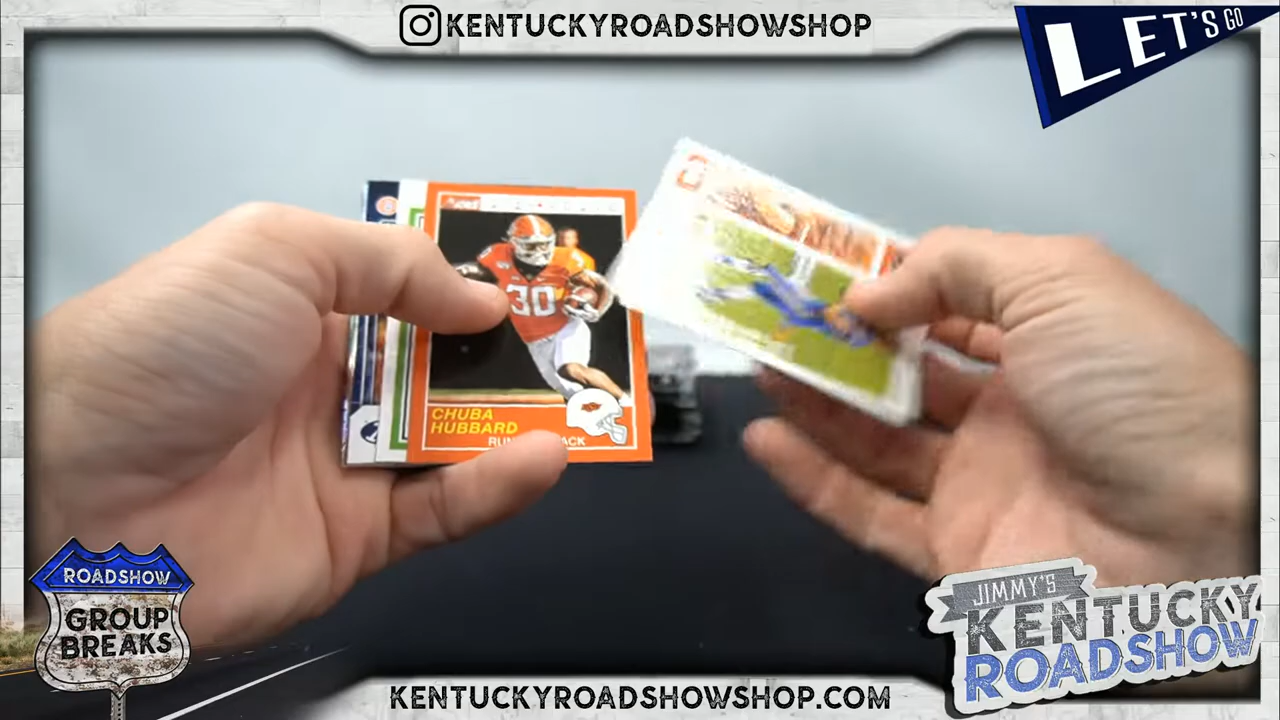 KENTUCKYROADSHOWSHOP
LET'S GO
30
CHUBA
HUBBARD
ROADSHOW
GROUP
BREAKS
JIMMY'S
KENTUCKY
ROADSHOW
KENTUCKYROADSHOWSHOP.COM